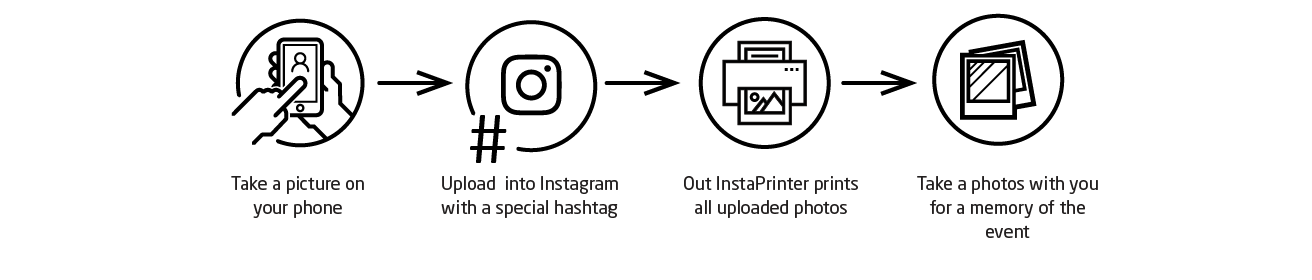 #
Take a picture on
your phone
Upload  into Instagram
with a special hashtag
Out InstaPrinter prints
all uploaded photos
Take a photos with you
for a memory of the
event